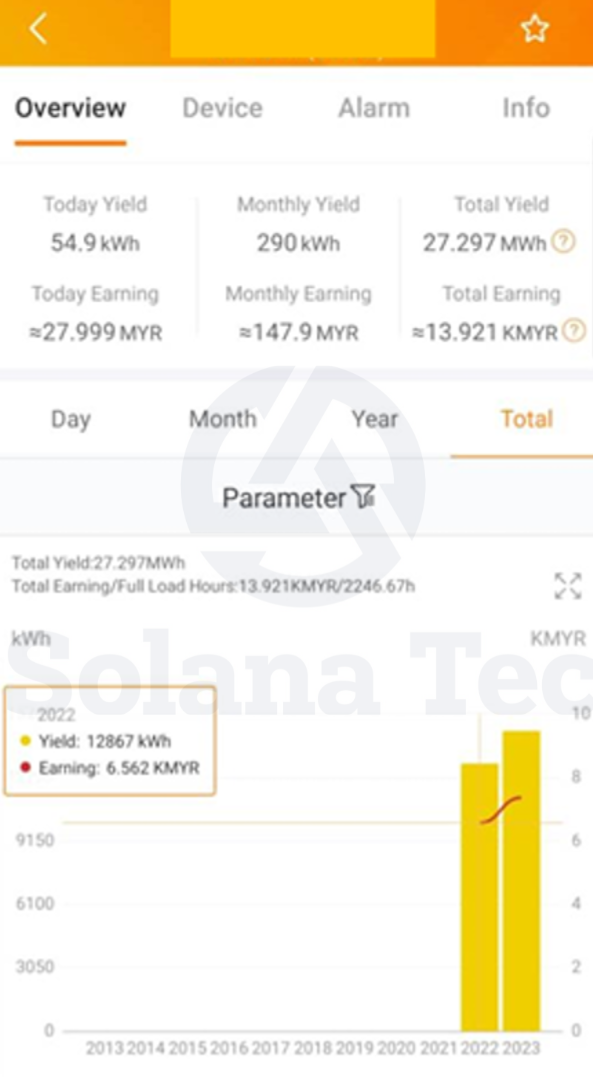 Overview Device Alarm Info
Today Yield Monthly Yield Total Yield
54.9 kWh 290 kWh 27.297 MWh ?
Today Earning Monthly Earning Total Earning
≈27.999 MYR ≈147.9 MYR ≈13.921 KMYR ?
Day Month Year Total
Parameter
Total Yield:27.297MWh
Total Earning/Full Load Hours:13.921KMYR/2246.67h
kWh KMYR
Solana Tec
2022 10
Yield: 12867 kWh
Earning: 6.562 KMYR
8
9150 6
6100 4
3050 2
0 0
2013 2014 2015 2016 2017 2018 2019 2020 2021 2022 2023